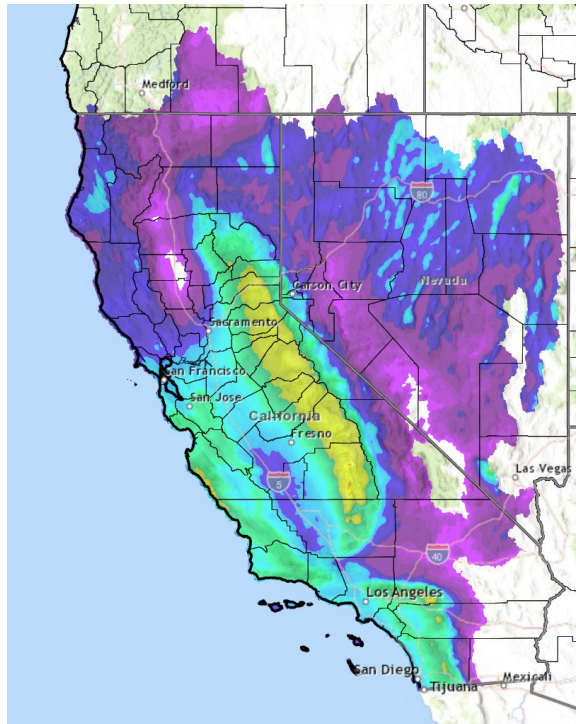 Medford
80
Carson City
Nevada
Sacramento
San Francisco
San Jose
California
Fresno
5
Las Vegas
40
Los Angeles
San Diego
Tijuana
Mexicali